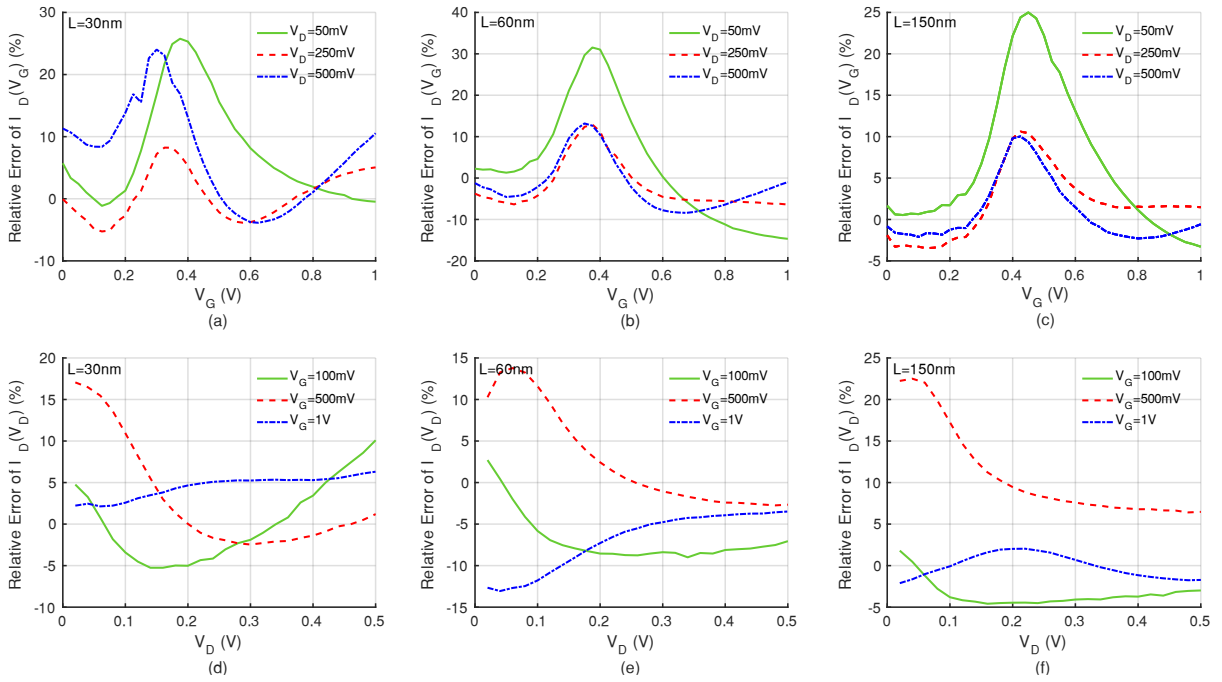 L=30nm
V_D=50mV
V_D=250mV
V_D=500mV
Relative Error of I_D(V_G) (%)
30
20
10
0
-10
0 0.2 0.4 0.6 0.8 1
V_G (V)
(a)
L=60nm
V_D=50mV
V_D=250mV
V_D=500mV
Relative Error of I_D(V_G) (%)
40
30
20
10
0
-10
-20
0 0.2 0.4 0.6 0.8 1
V_G (V)
(b)
L=150nm
V_D=50mV
V_D=250mV
V_D=500mV
Relative Error of I_D(V_G) (%)
25
20
15
10
5
0
-5
0 0.2 0.4 0.6 0.8 1
V_G (V)
(c)
L=30nm
V_G=100mV
V_G=500mV
V_G=1V
Relative Error of I_D(V_D) (%)
20
15
10
5
0
-5
-10
0 0.1 0.2 0.3 0.4 0.5
V_D (V)
(d)
L=60nm
V_G=100mV
V_G=500mV
V_G=1V
Relative Error of I_D(V_D) (%)
15
10
5
0
-5
-10
-15
0 0.1 0.2 0.3 0.4 0.5
V_D (V)
(e)
L=150nm
V_G=100mV
V_G=500mV
V_G=1V
Relative Error of I_D(V_D) (%)
25
20
15
10
5
0
-5
0 0.1 0.2 0.3 0.4 0.5
V_D (V)
(f)